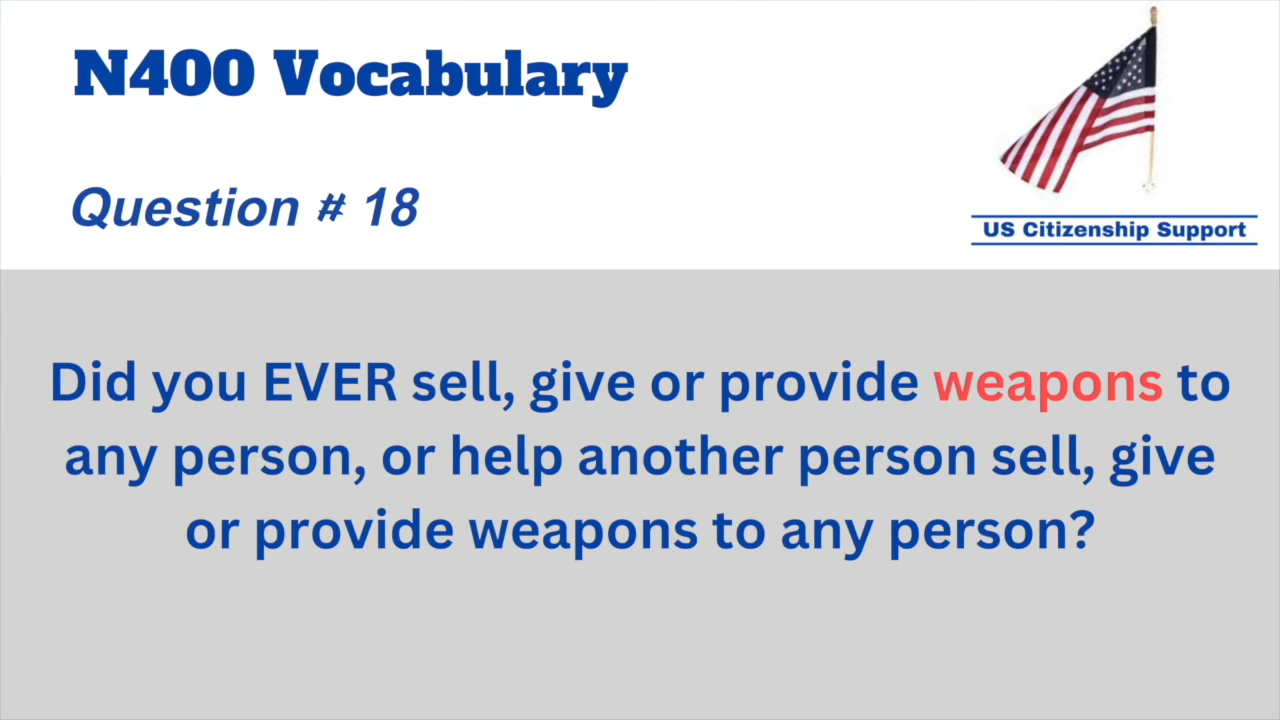 N400 Vocabulary
Question # 18
US Citizenship Support
Did you EVER sell, give or provide weapons to
any person, or help another person sell, give
or provide weapons to any person?